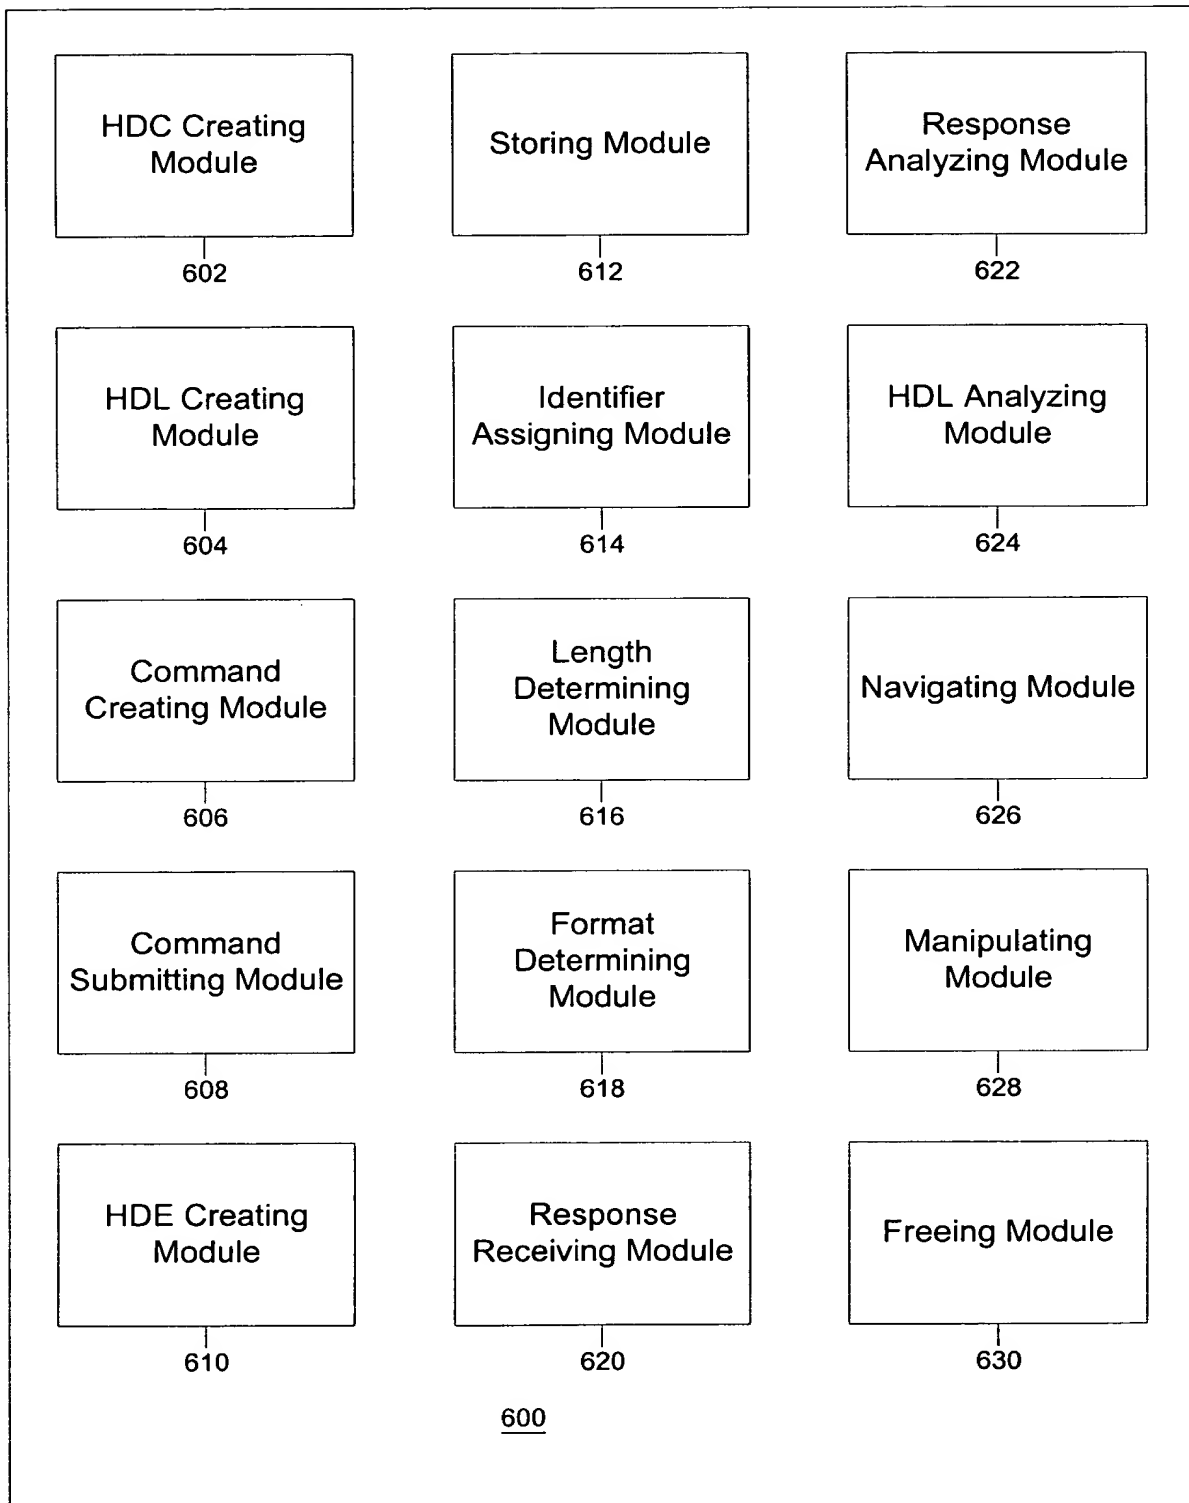 HDC Creating
Module
602
Storing Module
612
Response
Analyzing Module
622
HDL Creating
Module
604
Identifier
Assigning Module
614
HDL Analyzing
Module
624
Command
Creating Module
606
Length
Determining
Module
616
Navigating Module
626
Command
Submitting Module
608
Format
Determining
Module
618
Manipulating
Module
628
HDE Creating
Module
610
Response
Receiving Module
620
Freeing Module
630
600